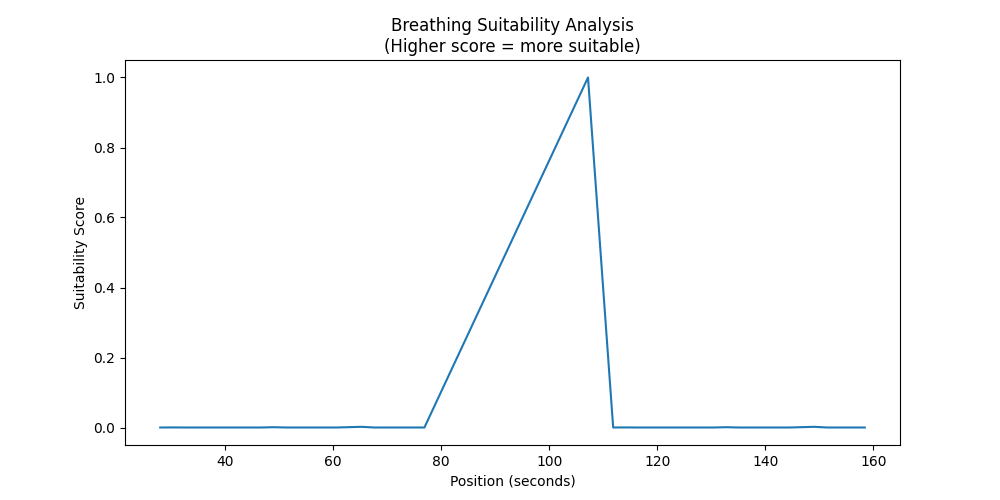 Breathing Suitability Analysis
(Higher score = more suitable)
1.0
0.8
0.6
0.4
0.2
0.0
Suitability Score
40 60 80 100 120 140 160
Position (seconds)